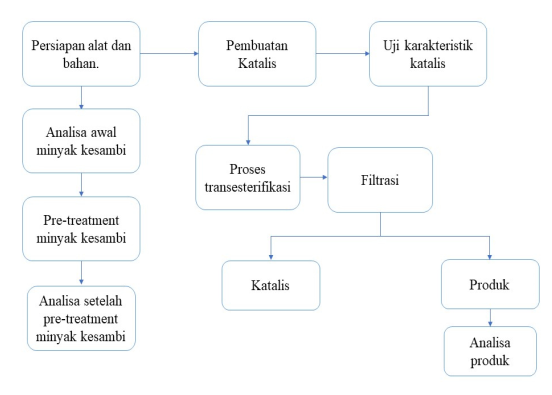 Persiapan alat dan
bahan.
Pembuatan
Katalis
Uji karakteristik
katalis
Analisa awal
minyak kesambi
Pre-treatment
minyak kesambi
Analisa setelah
pre-treatment
minyak kesambi
Proses
transesterifikasi
Filtrasi
Katalis
Produk
Analisa
produk